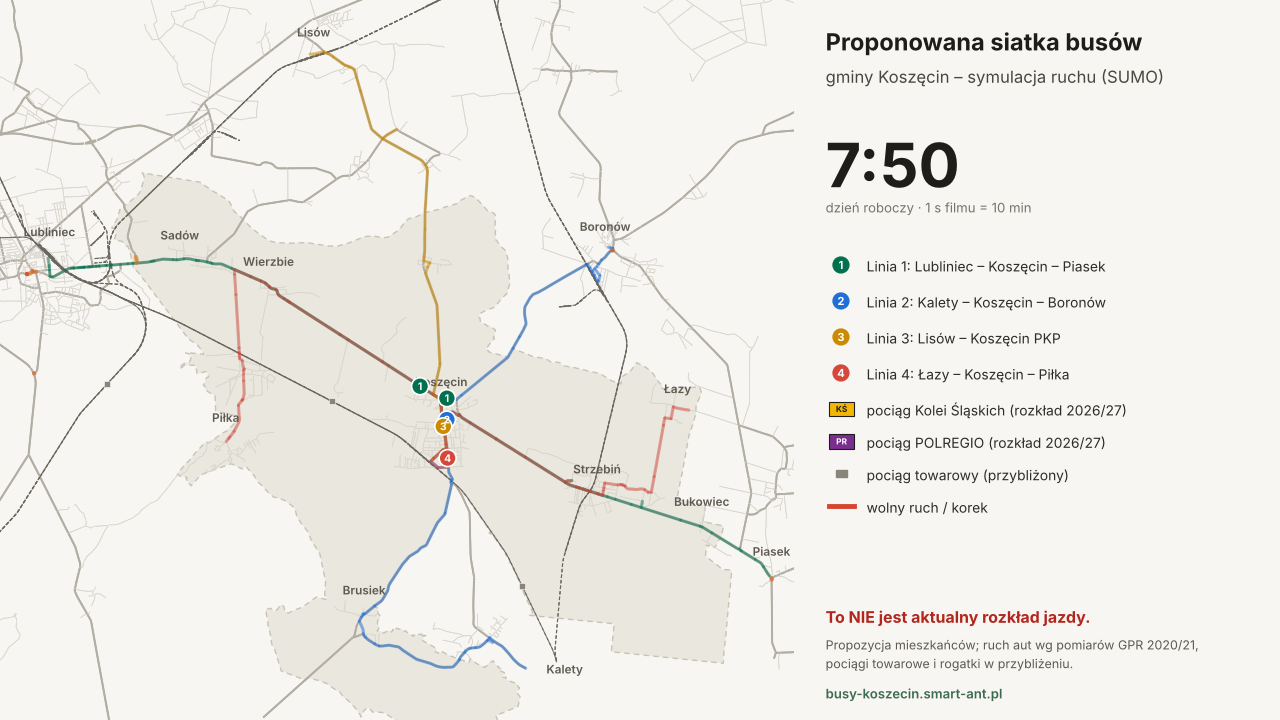 Lisów
Lubliniec
Sadów
Wierzbie
Boronów
oszęcin
1
1
3
4
Łazy
Piłka
Strzebiń
Bukowiec
Piasek
Brusiek
Kalety
Proponowana siatka busów
gminy Koszęcin – symulacja ruchu (SUMO)
7:50
dzień roboczy · 1 s filmu = 10 min
1 Linia 1: Lubliniec – Koszęcin – Piasek
2 Linia 2: Kalety – Koszęcin – Boronów
3 Linia 3: Lisów – Koszęcin PKP
4 Linia 4: Łazy – Koszęcin – Piłka
KŚ pociąg Kolei Śląskich (rozkład 2026/27)
PR pociąg POLREGIO (rozkład 2026/27)
pociąg towarowy (przybliżony)
wolny ruch / korek
To NIE jest aktualny rozkład jazdy.
Propozycja mieszkańców; ruch aut wg pomiarów GPR 2020/21,
pociągi towarowe i rogatki w przybliżeniu.
busy-koszecin.smart-ant.pl